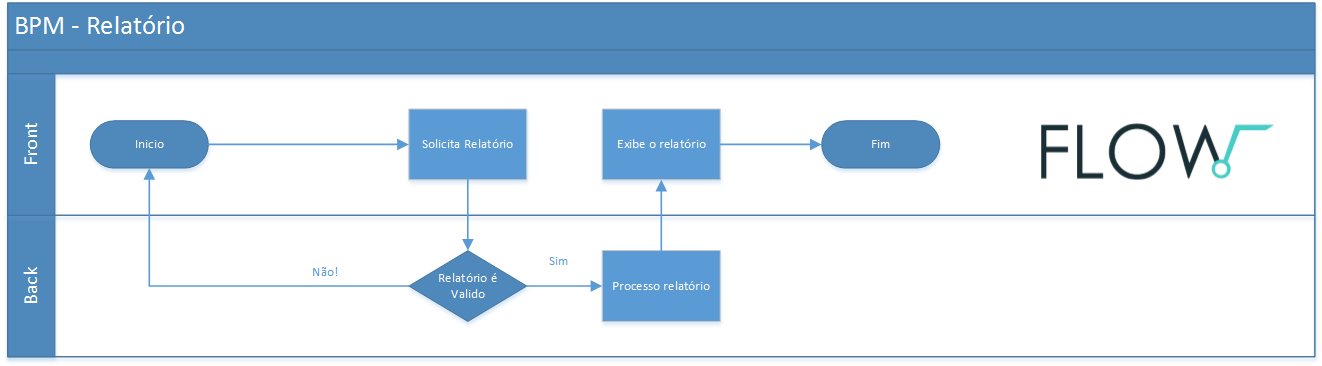 BPM - Relatório
Front
Inicio
Solicita Relatório
Exibe o relatório
Fim
FLOW
Back
Não!
Relatório é
Valido
Sim
Processo relatório